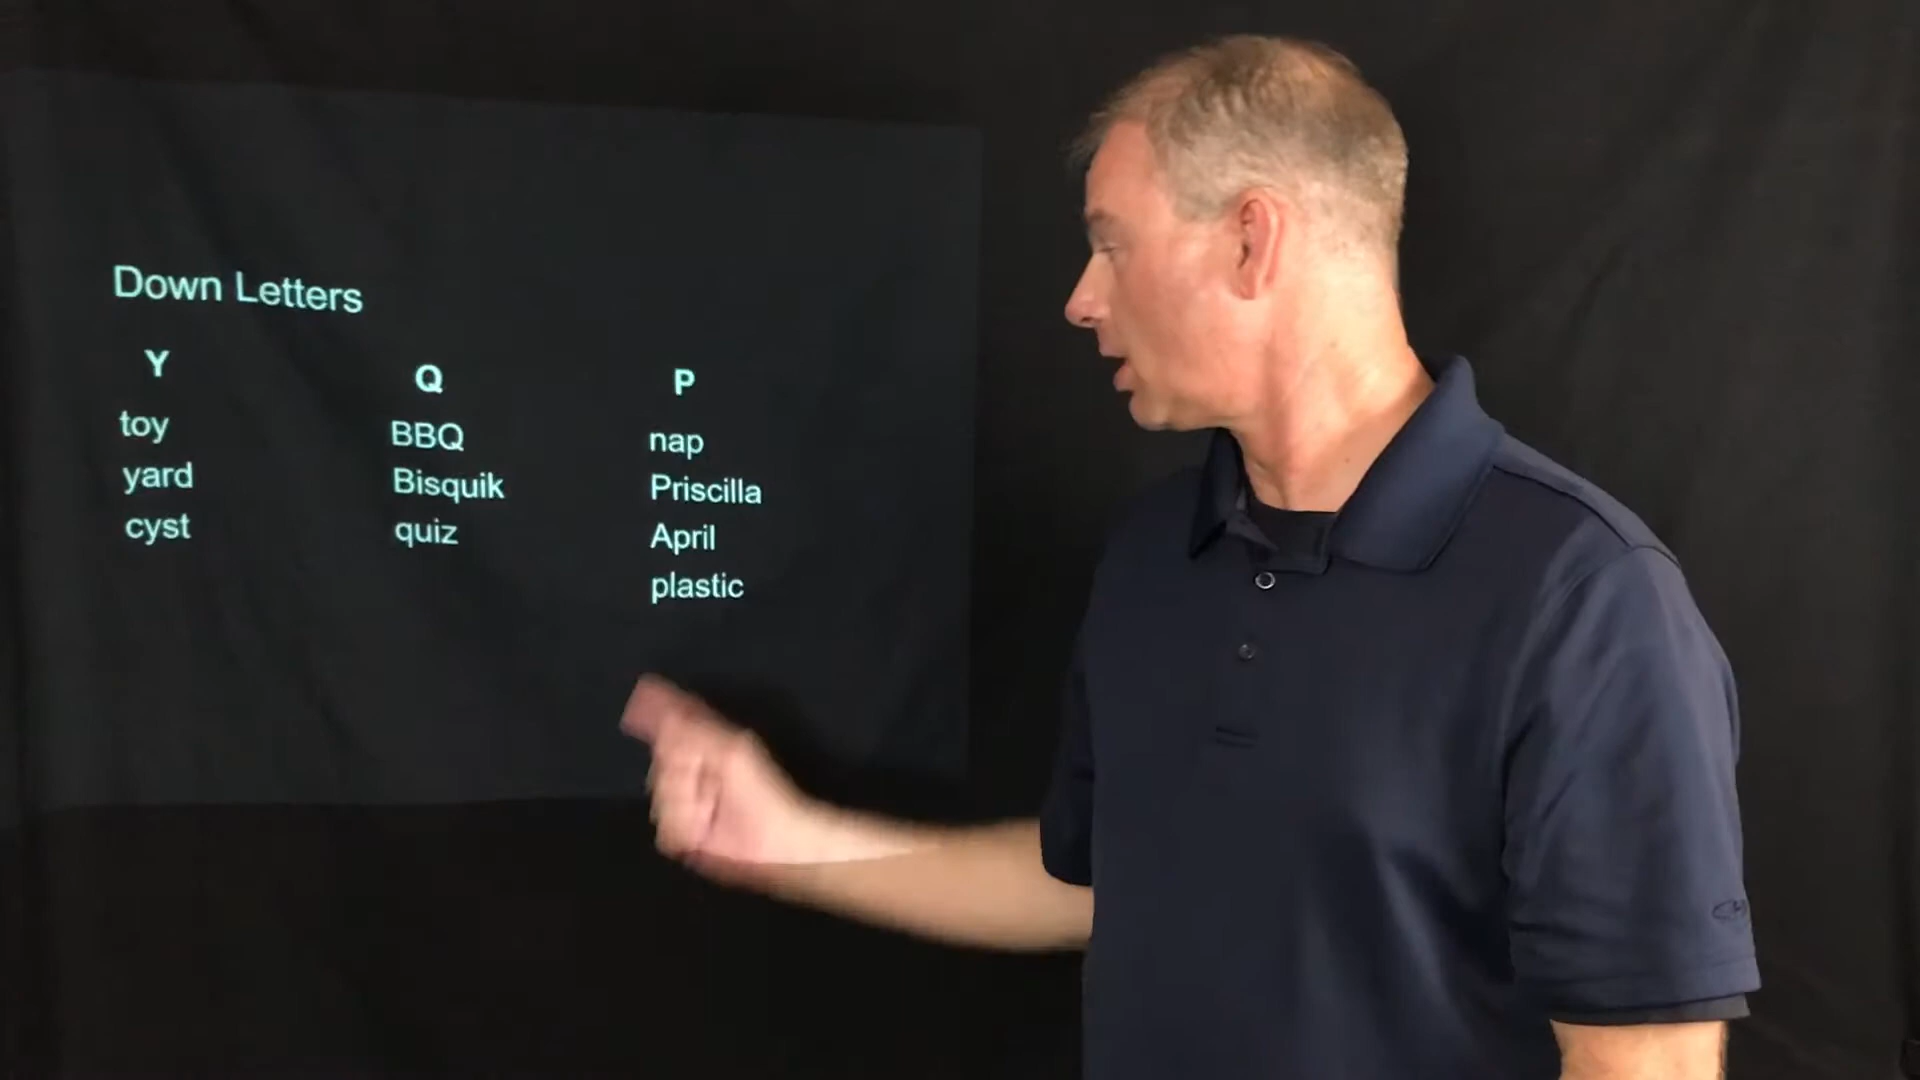 Down Letters
Y
toy
yard
cyst
Q
BBQ
Bisquik
quiz
P
nap
Priscilla
April
plastic